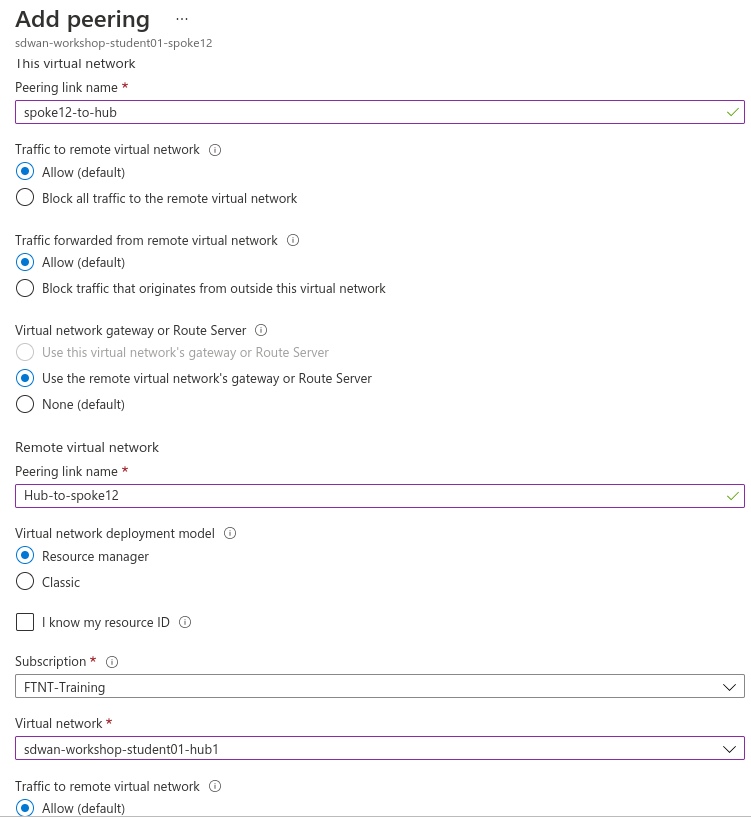 Add peering ...
sdwan-workshop-student01-spoke12
This virtual network
Peering link name *
spoke12-to-hub
Traffic to remote virtual network
Allow (default)
Block all traffic to the remote virtual network
Traffic forwarded from remote virtual network
Allow (default)
Block traffic that originates from outside this virtual network
Virtual network gateway or Route Server
Use this virtual network's gateway or Route Server
Use the remote virtual network's gateway or Route Server
None (default)
Remote virtual network
Peering link name *
Hub-to-spoke12
Virtual network deployment model
Resource manager
Classic
I know my resource ID
Subscription *
FTNT-Training
Virtual network *
sdwan-workshop-student01-hub1
Traffic to remote virtual network
Allow (default)